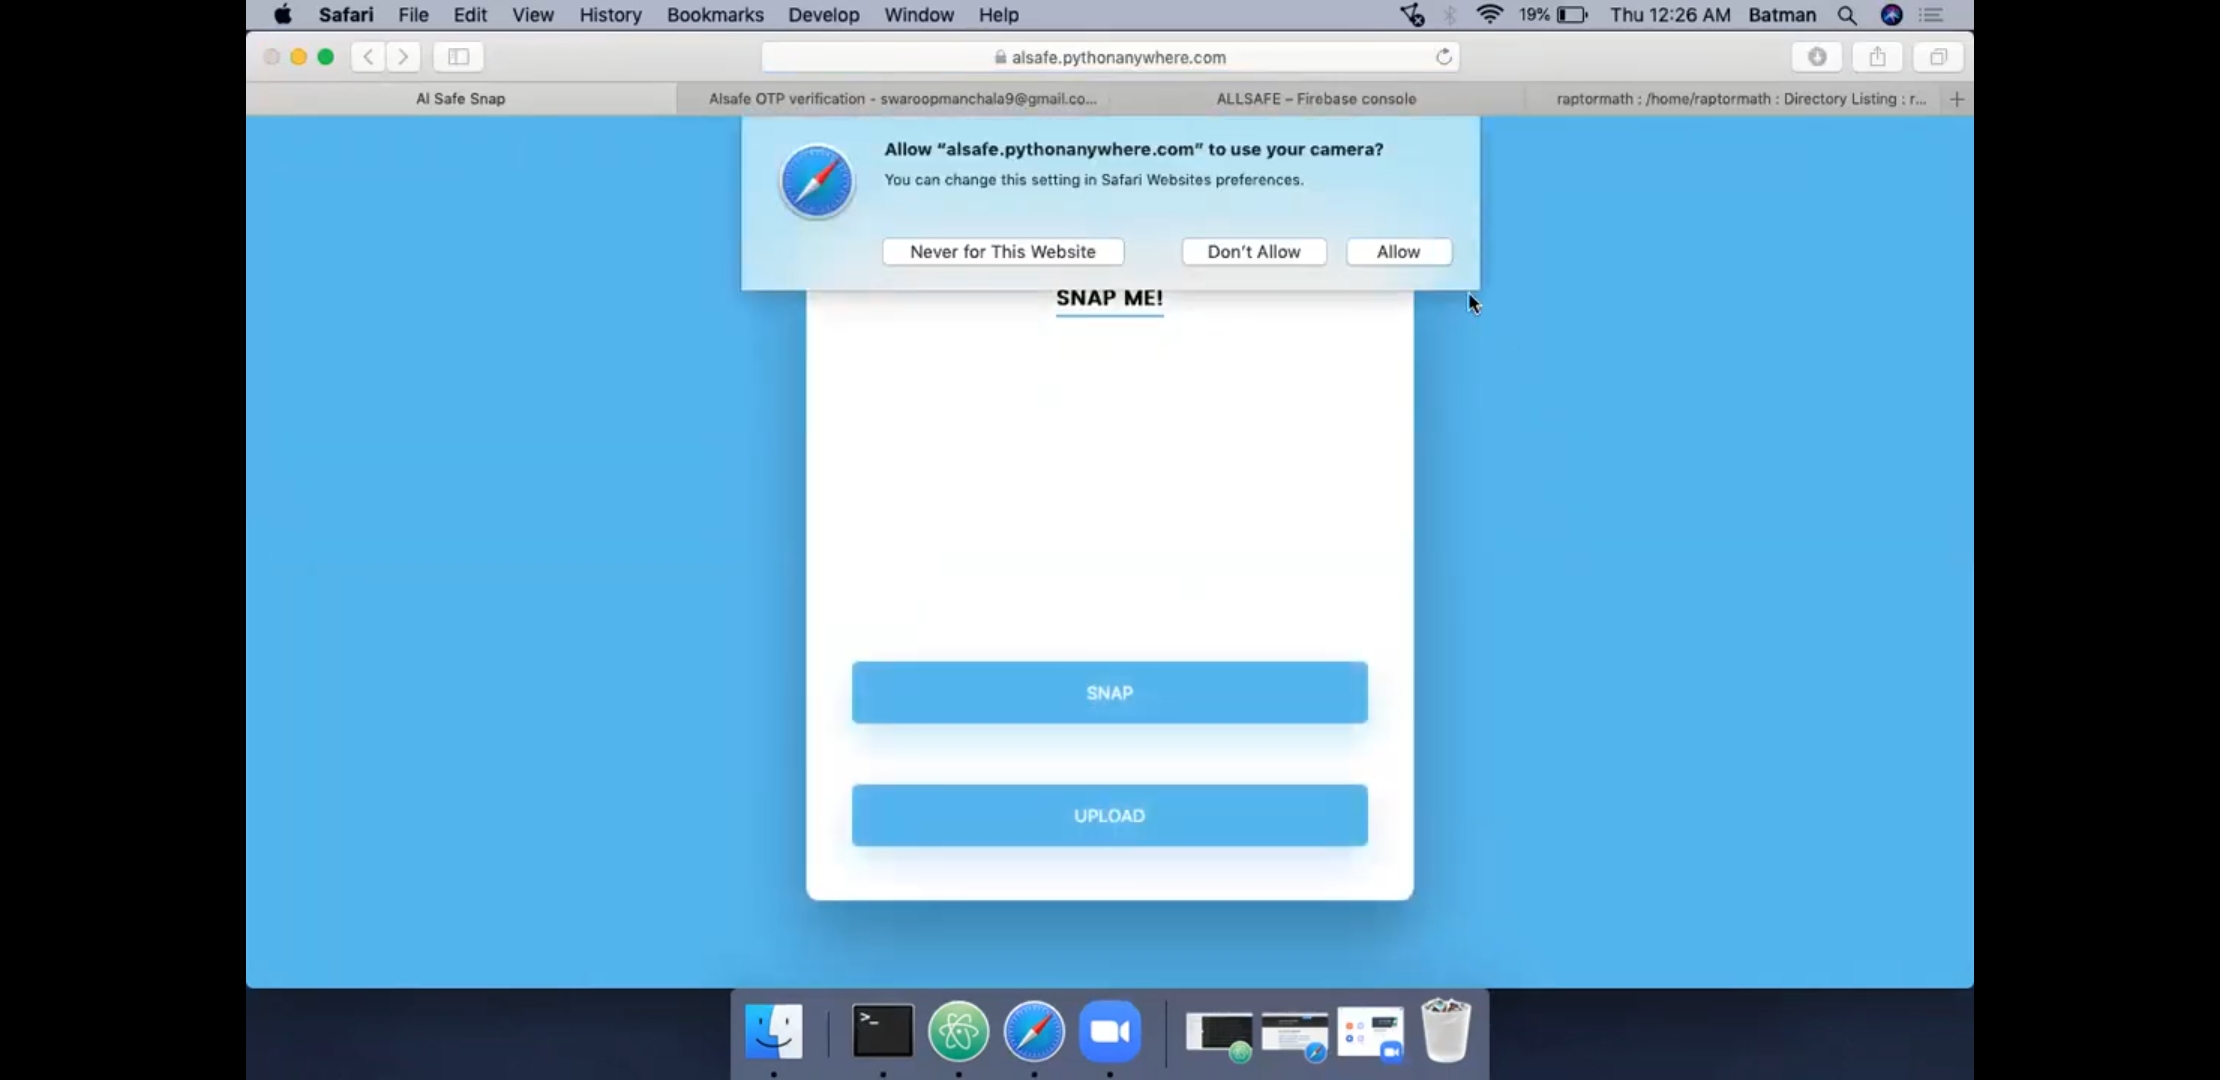 Safari File Edit View History Bookmarks Develop Window Help 19% Thu 12:26 AM Batman
alsafe.pythonanywhere.com
AI Safe Snap
Alsafe OTP verification - swaroopmanchala9@gmail.co...
ALLSAFE – Firebase console
raptormath : /home/raptormath : Directory Listing : r...
Allow “alsafe.pythonanywhere.com” to use your camera?
You can change this setting in Safari Websites preferences.
Never for This Website
Don’t Allow
Allow
SNAP ME!
SNAP
UPLOAD